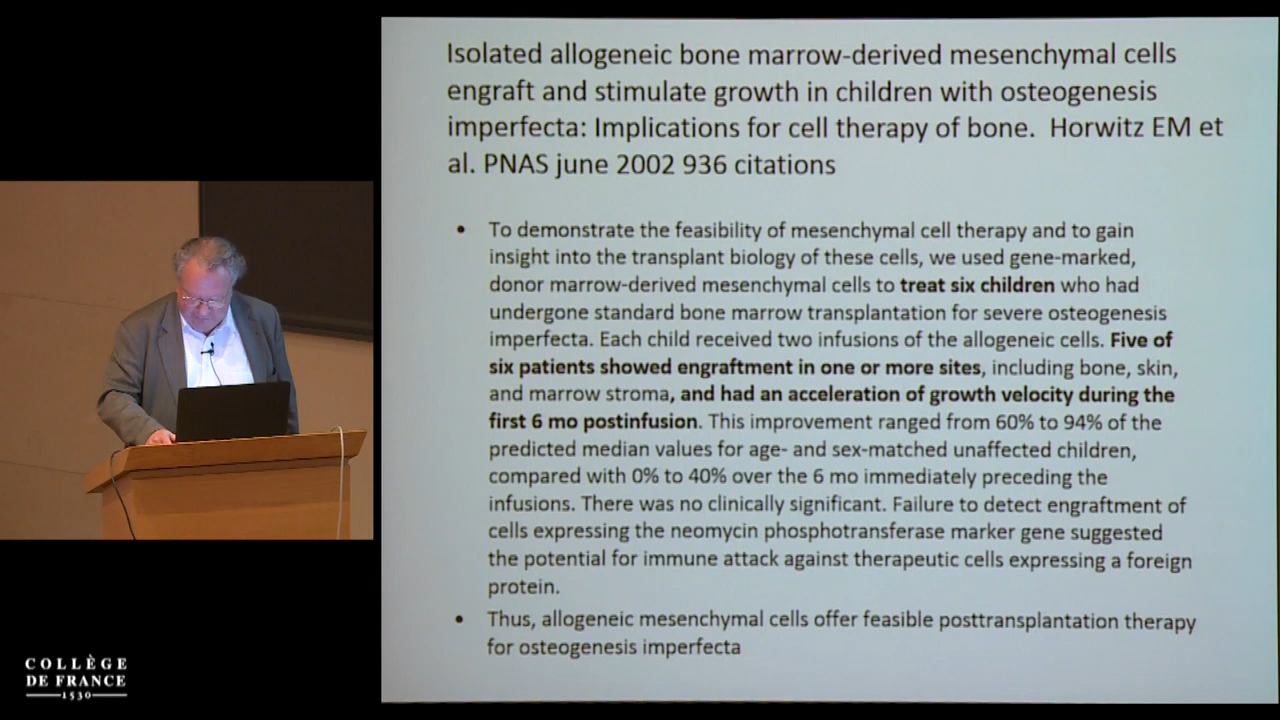 Isolated allogeneic bone marrow-derived mesenchymal cells
engraft and stimulate growth in children with osteogenesis
imperfecta: Implications for cell therapy of bone. Horwitz EM et
al. PNAS june 2002 936 citations
• To demonstrate the feasibility of mesenchymal cell therapy and to gain
insight into the transplant biology of these cells, we used gene-marked,
donor marrow-derived mesenchymal cells to treat six children who had
undergone standard bone marrow transplantation for severe osteogenesis
imperfecta. Each child received two infusions of the allogeneic cells. Five of
six patients showed engraftment in one or more sites, including bone, skin,
and marrow stroma, and had an acceleration of growth velocity during the
first 6 mo postinfusion. This improvement ranged from 60% to 94% of the
predicted median values for age- and sex-matched unaffected children,
compared with 0% to 40% over the 6 mo immediately preceding the
infusions. There was no clinically significant. Failure to detect engraftment of
cells expressing the neomycin phosphotransferase marker gene suggested
the potential for immune attack against therapeutic cells expressing a foreign
protein.
• Thus, allogeneic mesenchymal cells offer feasible posttransplantation therapy
for osteogenesis imperfecta
COLLÈGE
DE FRANCE
1530